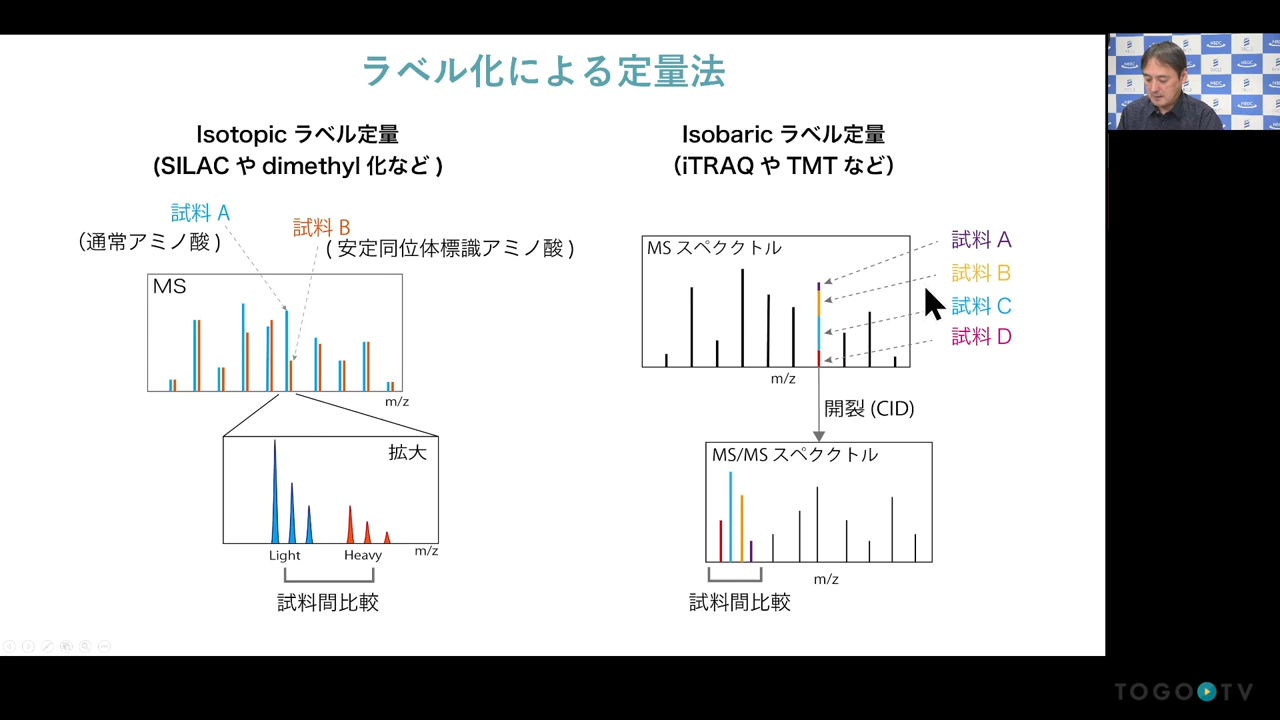 ラベル化による定量法
Isotopic ラベル定量
(SILAC や dimethyl 化など )
試料 A
（通常アミノ酸 )
試料 B
( 安定同位体標識アミノ酸 )
MS
m/z
拡大
Light
Heavy
m/z
試料間比較
Isobaric ラベル定量
（iTRAQ や TMT など）
MS スペククトル
試料 A
試料 B
試料 C
試料 D
m/z
開裂 (CID)
MS/MS スペククトル
m/z
試料間比較
TOGO TV